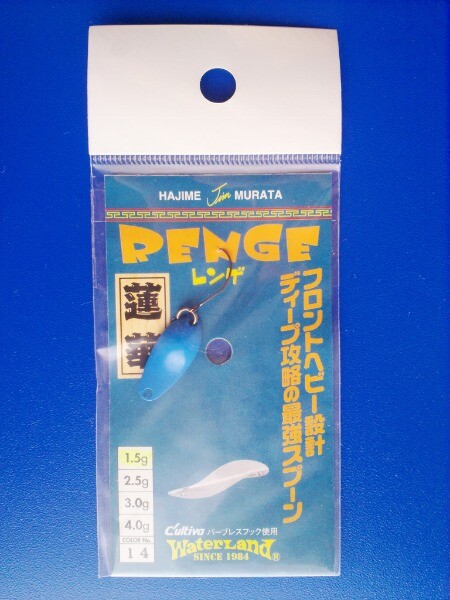 HAJIME Join MURATA
RENGE
レンゲ
蓮華
フロントヘビー設計
ディープ攻略の最強スプーン
1.5g
2.5g
3.0g
4.0g
COLOR No.
14
Cultiva バーブレスフック使用
WaterLand®
SINCE 1984